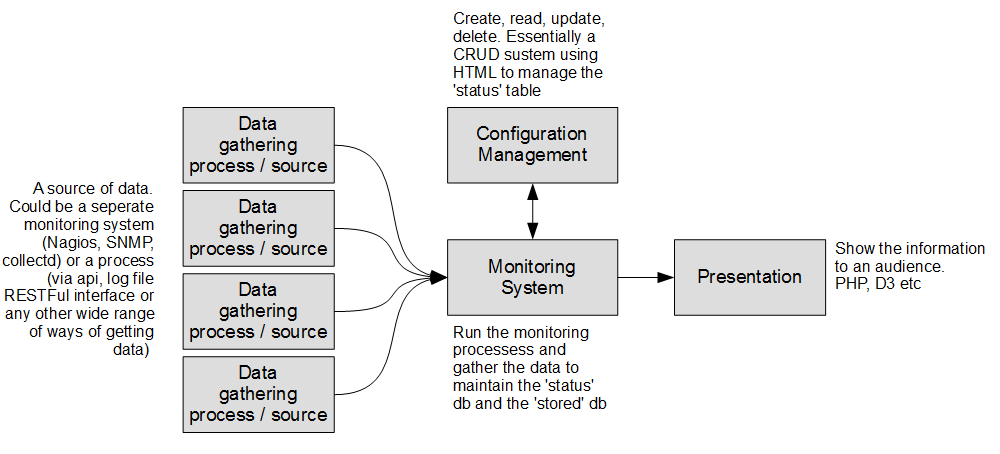 Create, read, update,
delete. Essentially a
CRUD sustem using
HTML to manage the
'status' table
Data
gathering
process / source
Configuration
Management
A source of data.
Could be a seperate
monitoring system
(Nagios, SNMP,
collectd) or a process
(via api, log file
RESTFul interface or
any other wide range
of ways of getting
data)
Data
gathering
process / source
Data
gathering
process / source
Data
gathering
process / source
Monitoring
System
Presentation
Show the information
to an audience.
PHP, D3 etc
Run the monitoring
processess and
gather the data to
maintain the 'status'
db and the 'stored' db